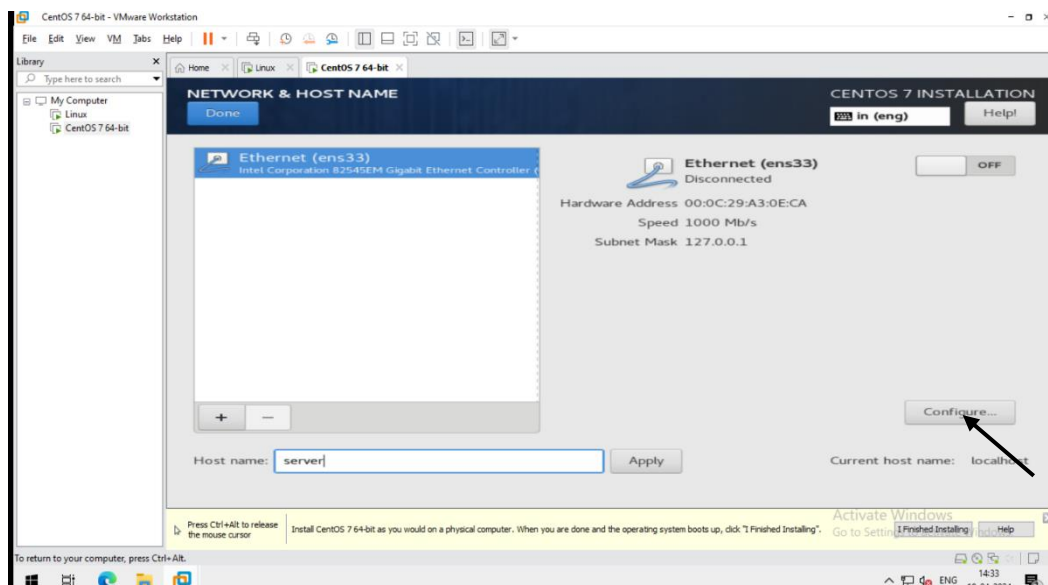 CentOS 7 64-bit - VMware Workstation
File Edit View VM Tabs Help
Library
Type here to search
My Computer
Linux
CentOS 7 64-bit
Home Linux CentOS 7 64-bit
NETWORK & HOST NAME
Done
CENTOS 7 INSTALLATION
in (eng)
Help!
Ethernet (ens33)
Intel Corporation 82545EM Gigabit Ethernet Controller (
Ethernet (ens33)
Disconnected
OFF
Hardware Address 00:0C:29:A3:0E:CA
Speed 1000 Mb/s
Subnet Mask 127.0.0.1
+ −
Configure...
Host name: server
Apply
Current host name: localhost
Press Ctrl+Alt to release
the mouse cursor
Install CentOS 7 64-bit as you would on a physical computer. When you are done and the operating system boots up, click "I Finished Installing".
Activate Windows
Go to Settin
I Finished Installing
Help
To return to your computer, press Ctrl+Alt.
ENG
14:33